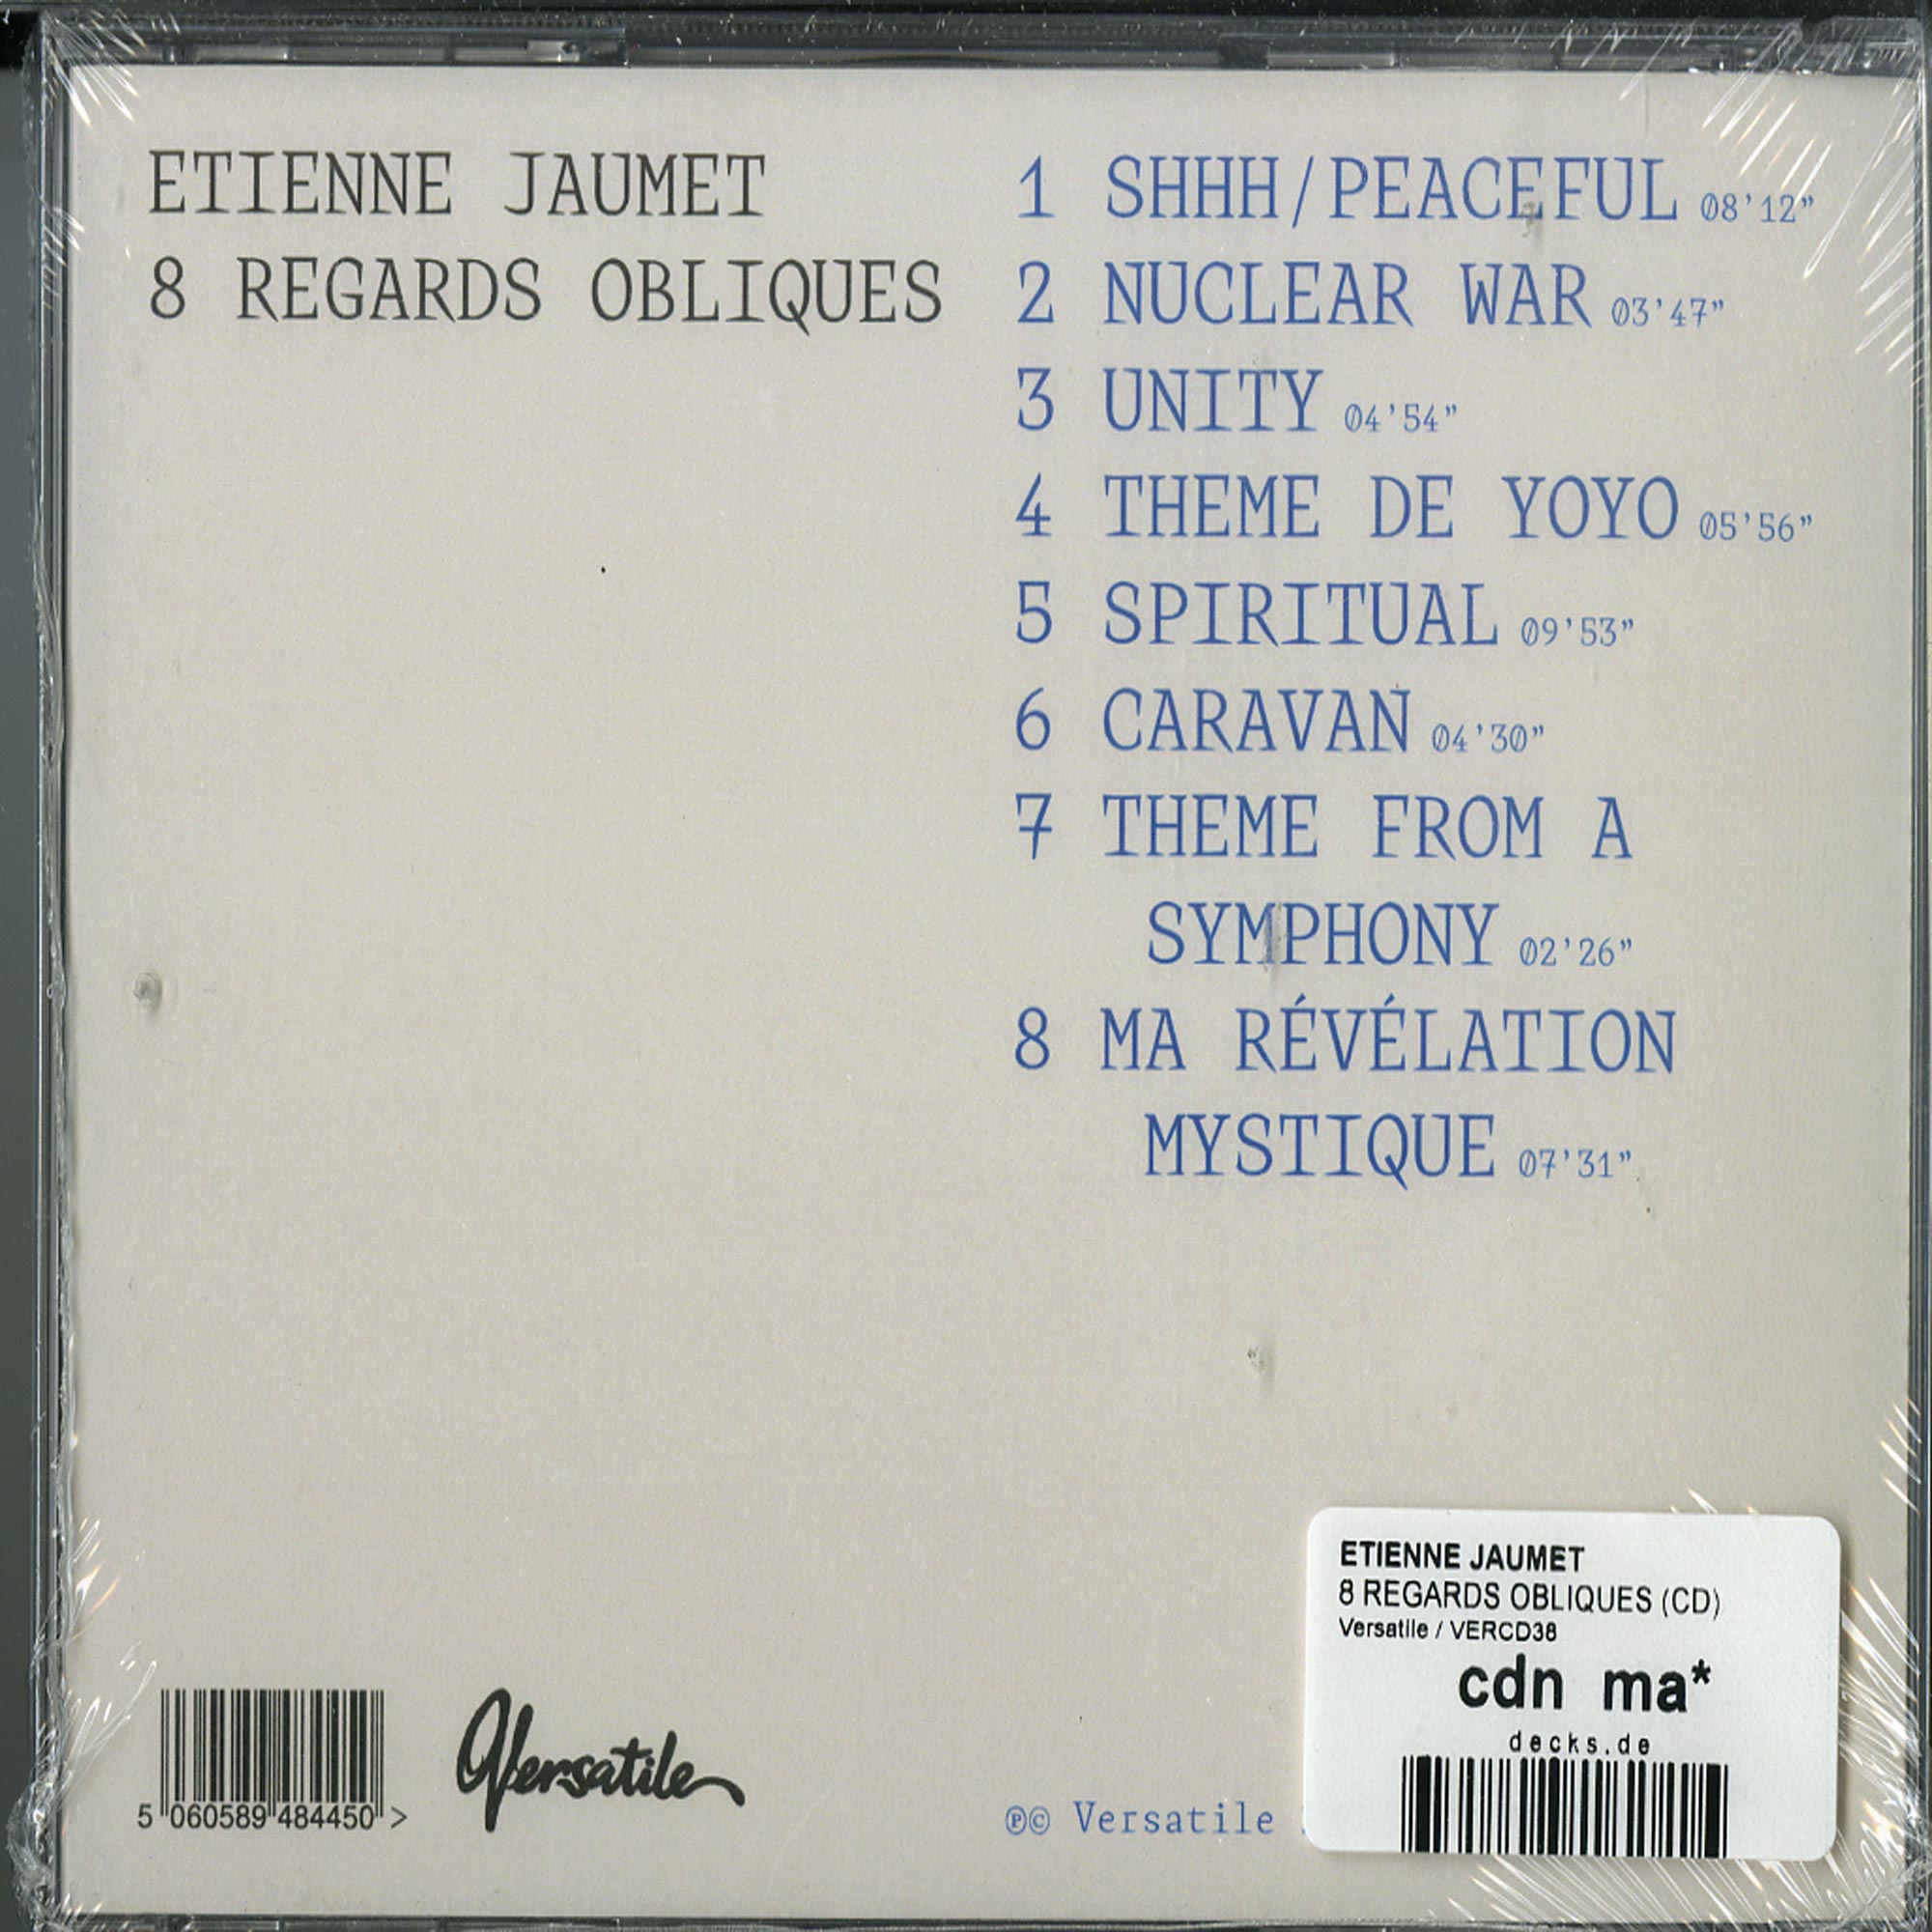 ETIENNE JAUMET
8 REGARDS OBLIQUES
1 SHHH/PEACEFUL 08'12"
2 NUCLEAR WAR 03'47"
3 UNITY 04'54"
4 THEME DE YOYO 05'56"
5 SPIRITUAL 09'53"
6 CARAVAN 04'30"
7 THEME FROM A
SYMPHONY 02'26"
8 MA RÉVÉLATION
MYSTIQUE 07'31"
5 060589 484450 >
Versatile
℗© Versatile
ETIENNE JAUMET
8 REGARDS OBLIQUES (CD)
Versatile / VERCD38
cdn ma*
decks.de